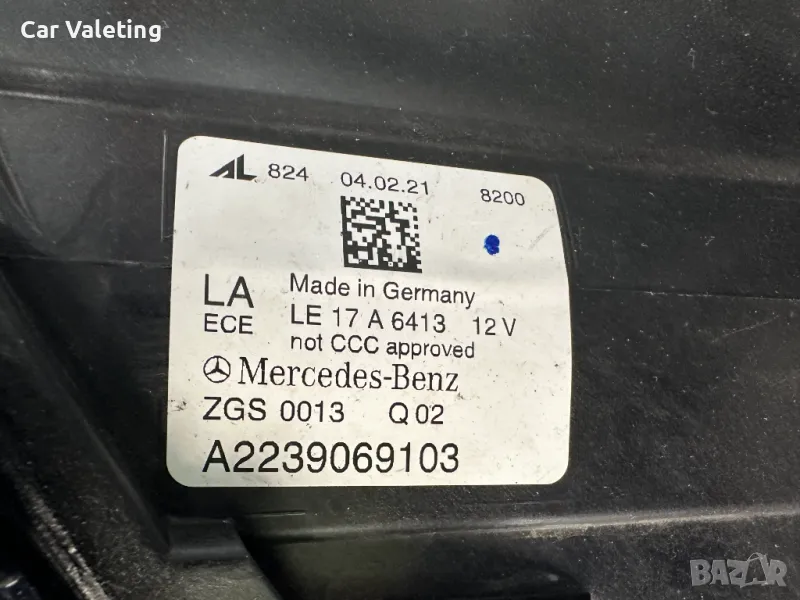 Car Valeting
AL 824 04.02.21 8200
LA Made in Germany
ECE LE 17 A 6413 12 V
not CCC approved
Mercedes-Benz
ZGS 0013 Q 02
A2239069103
BAZAR